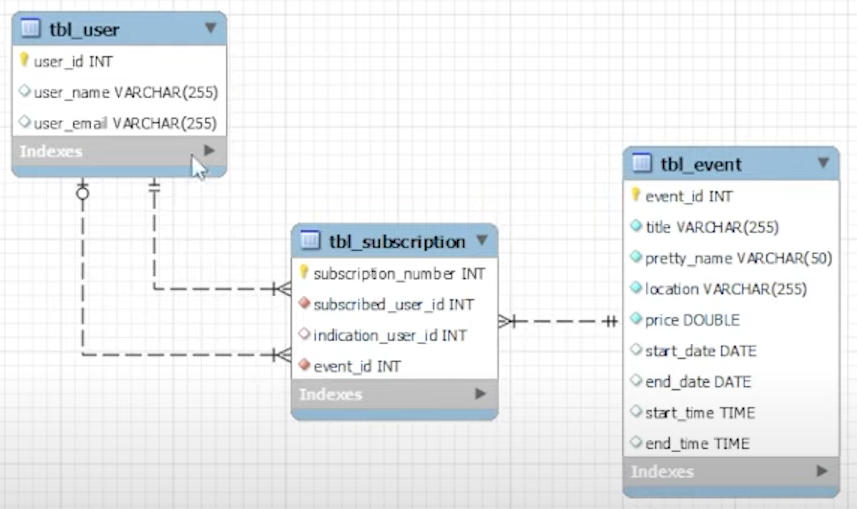 tbl_user
user_id INT
user_name VARCHAR(255)
user_email VARCHAR(255)
Indexes
tbl_subscription
subscription_number INT
subscribed_user_id INT
indication_user_id INT
event_id INT
Indexes
tbl_event
event_id INT
title VARCHAR(255)
pretty_name VARCHAR(50)
location VARCHAR(255)
price DOUBLE
start_date DATE
end_date DATE
start_time TIME
end_time TIME
Indexes